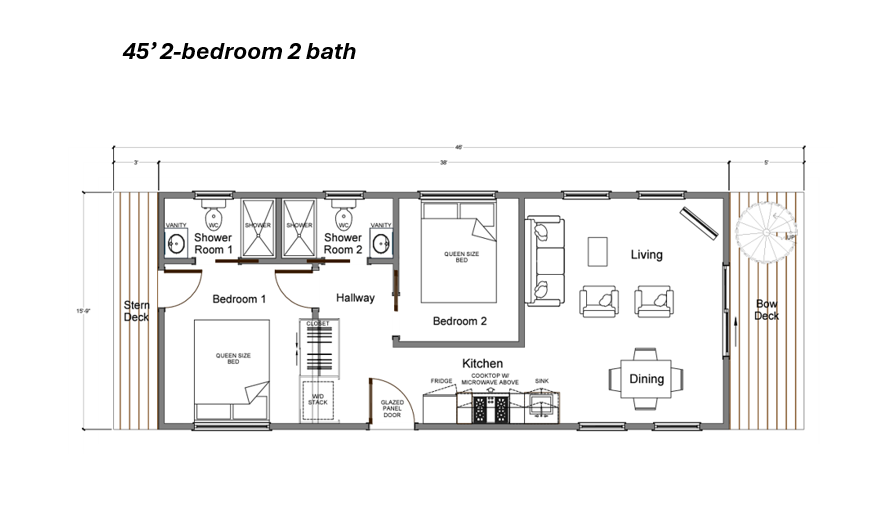 45’ 2-bedroom 2 bath
46'
3'
38'
5'
15'-9"
VANITY
WC
SHOWER
SHOWER
WC
VANITY
Shower
Room 1
Shower
Room 2
QUEEN SIZE
BED
Living
UP
Stern
Deck
Bedroom 1
Hallway
Bedroom 2
Bow
Deck
CLOSET
QUEEN SIZE
BED
Kitchen
FRIDGE
COOKTOP W/
MICROWAVE ABOVE
SINK
Dining
W/D
STACK
GLAZED
PANEL
DOOR